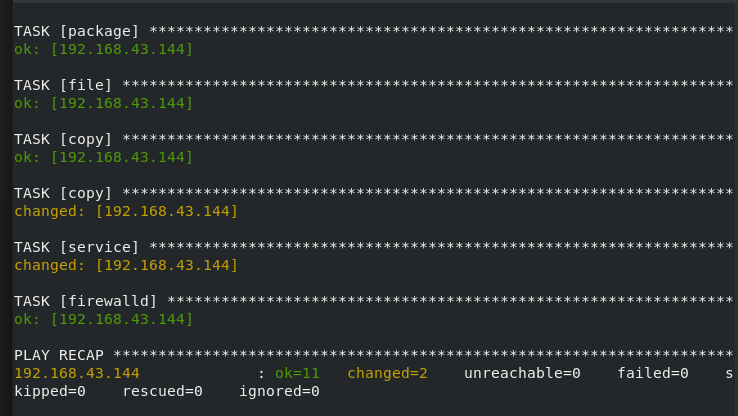 TASK [package] *****************************************************************
ok: [192.168.43.144]
TASK [file] ********************************************************************
ok: [192.168.43.144]
TASK [copy] ********************************************************************
ok: [192.168.43.144]
TASK [copy] ********************************************************************
changed: [192.168.43.144]
TASK [service] *****************************************************************
changed: [192.168.43.144]
TASK [firewalld] ***************************************************************
ok: [192.168.43.144]
PLAY RECAP *********************************************************************
192.168.43.144             : ok=11   changed=2    unreachable=0    failed=0    s
kipped=0    rescued=0    ignored=0